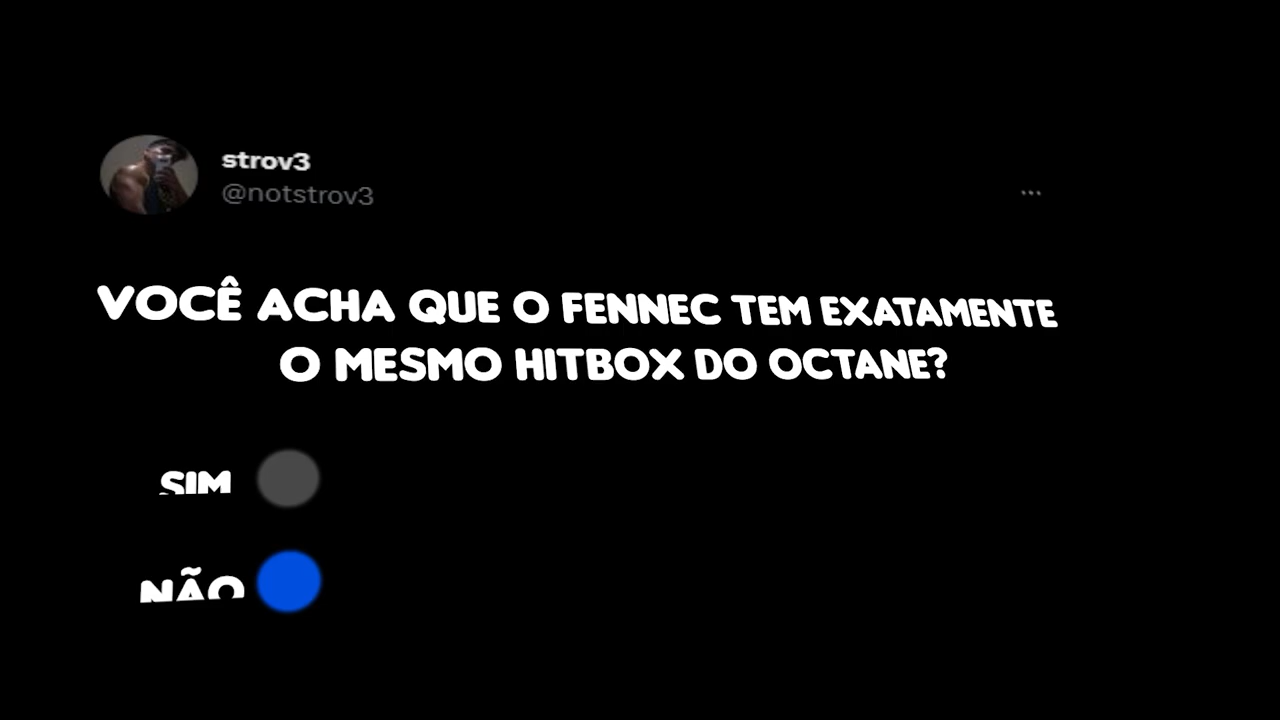 strov3
@notstrov3
...
VOCÊ ACHA QUE O FENNEC TEM EXATAMENTE
O MESMO HITBOX DO OCTANE?
SIM
NÃO